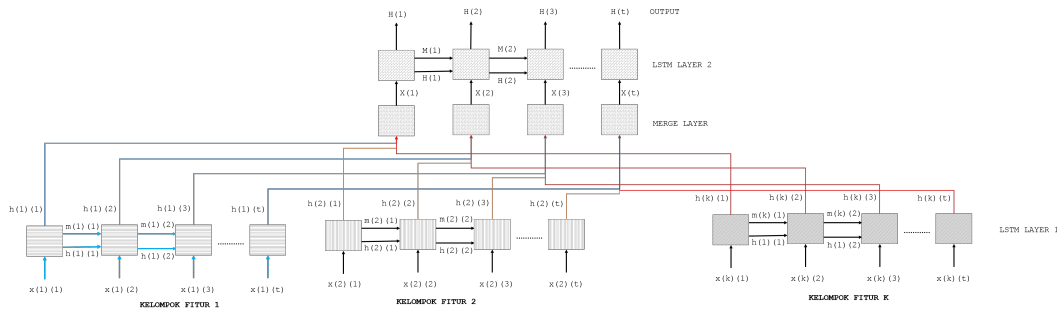 H(1) H(2) H(3) H(t) OUTPUT
M(1) M(2)
LSTM LAYER 2
H(1) H(2)
X(1) X(2) X(3) X(t)
MERGE LAYER
h(1)(1) h(1)(2) h(1)(3) h(1)(t) h(2)(1) h(2)(2) h(2)(3) h(2)(t) h(k)(1) h(k)(2) h(k)(3) h(k)(t)
m(1)(1) m(1)(2) m(2)(1) m(2)(2) m(k)(1) m(k)(2)
............ ............ ............ ............
LSTM LAYER 1
h(1)(1) h(1)(2) h(2)(1) h(2)(2) h(1)(1) h(1)(2)
x(1)(1) x(1)(2) x(1)(3) x(1)(t) x(2)(1) x(2)(2) x(2)(3) x(2)(t) x(k)(1) x(k)(2) x(k)(3) x(k)(t)
KELOMPOK FITUR 1 KELOMPOK FITUR 2 KELOMPOK FITUR K